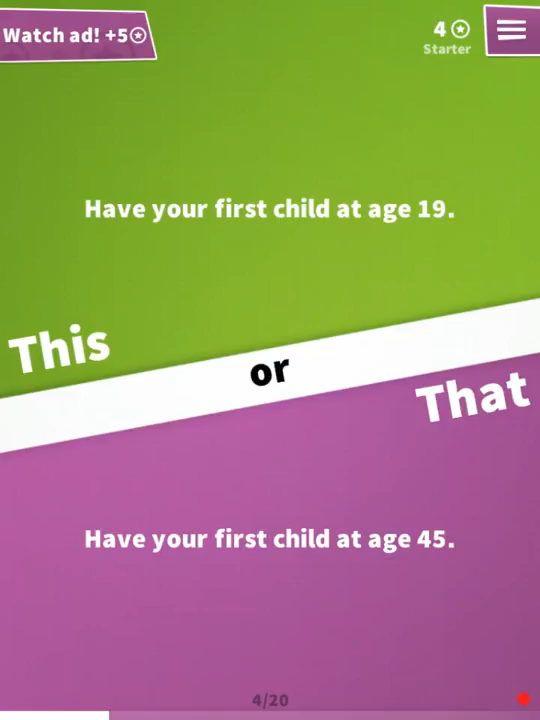 Watch ad! +5
4
Starter
Have your first child at age 19.
This
or
That
Have your first child at age 45.
4/20